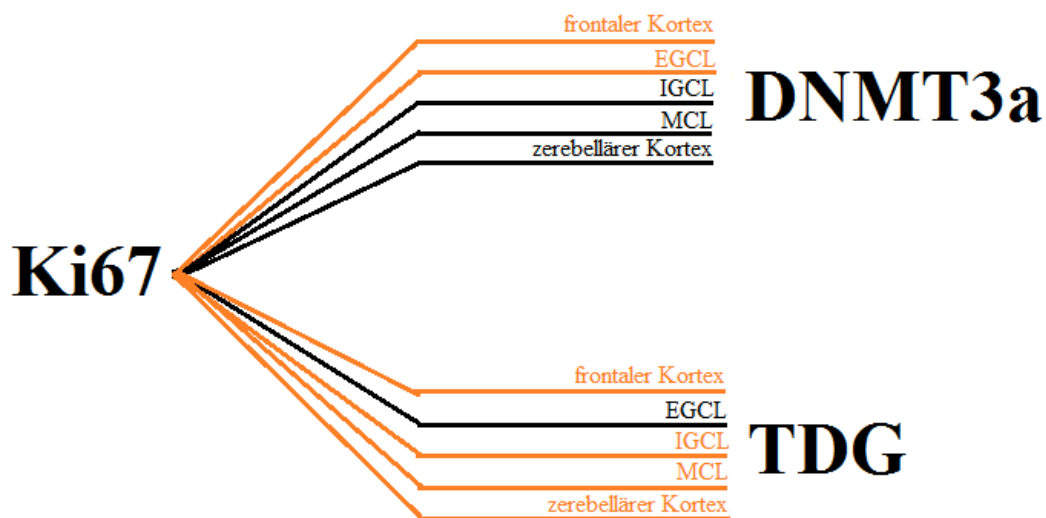 frontaler Kortex
EGCL
IGCL
MCL
zerebellärer Kortex
DNMT3a
Ki67
frontaler Kortex
EGCL
IGCL
MCL
zerebellärer Kortex
TDG